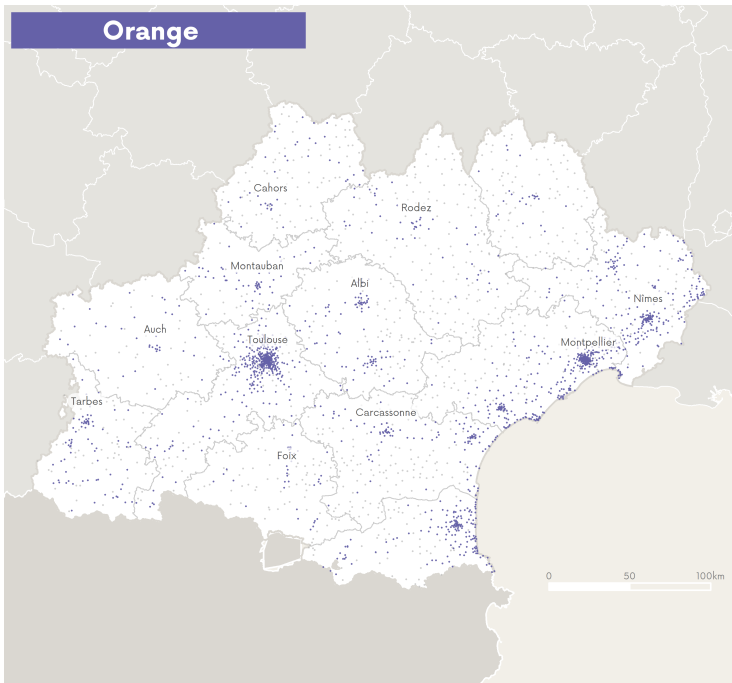 Orange
Cahors
Rodez
Montauban
Albi
Nîmes
Auch
Toulouse
Montpellier
Tarbes
Carcassonne
Foix
0 50 100km